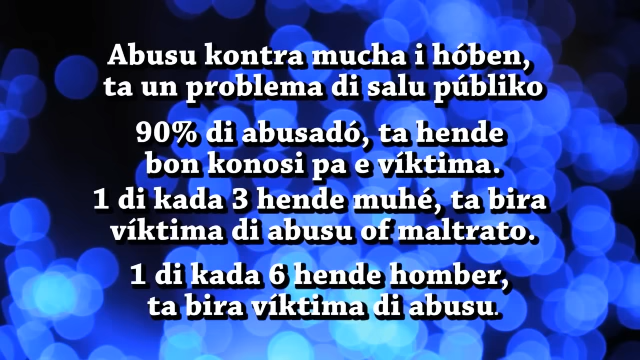 Abusu kontra mucha i hóben,
ta un problema di salu públiko
90% di abusadó, ta hende
bon konosi pa e víktima.
1 di kada 3 hende muhé, ta bira
víktima di abusu of maltrato.
1 di kada 6 hende homber,
ta bira víktima di abusu.